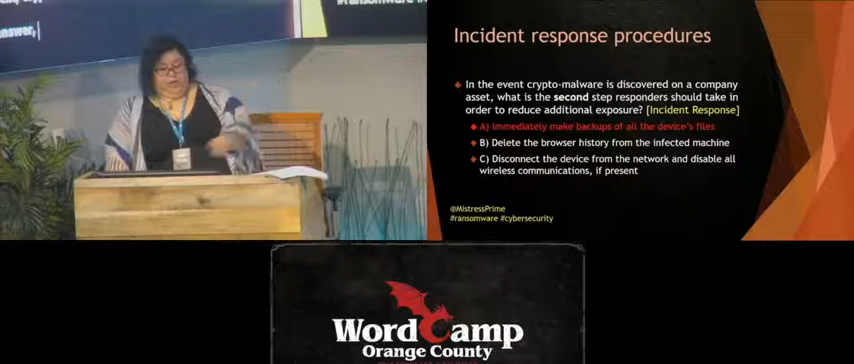 answer,
Incident response procedures
In the event crypto-malware is discovered on a company
asset, what is the second step responders should take in
order to reduce additional exposure? [Incident Response]
A) Immediately make backups of all the device's files
B) Delete the browser history from the infected machine
C) Disconnect the device from the network and disable all
wireless communications, if present
@MistressPrime
#ransomware #cybersecurity
WordCamp
Orange County